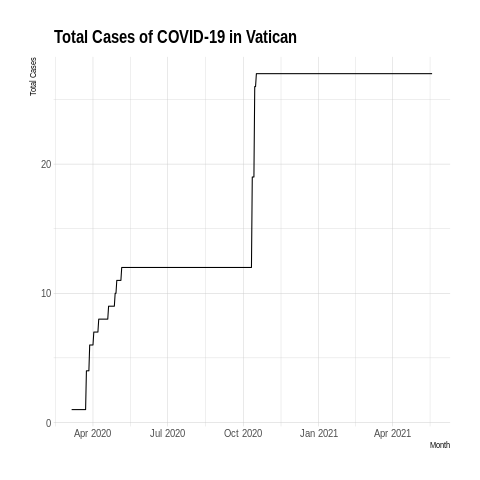 Total Cases of COVID-19 in Vatican
Total Cases
20
10
0
Apr 2020 Jul 2020 Oct 2020 Jan 2021 Apr 2021
Month